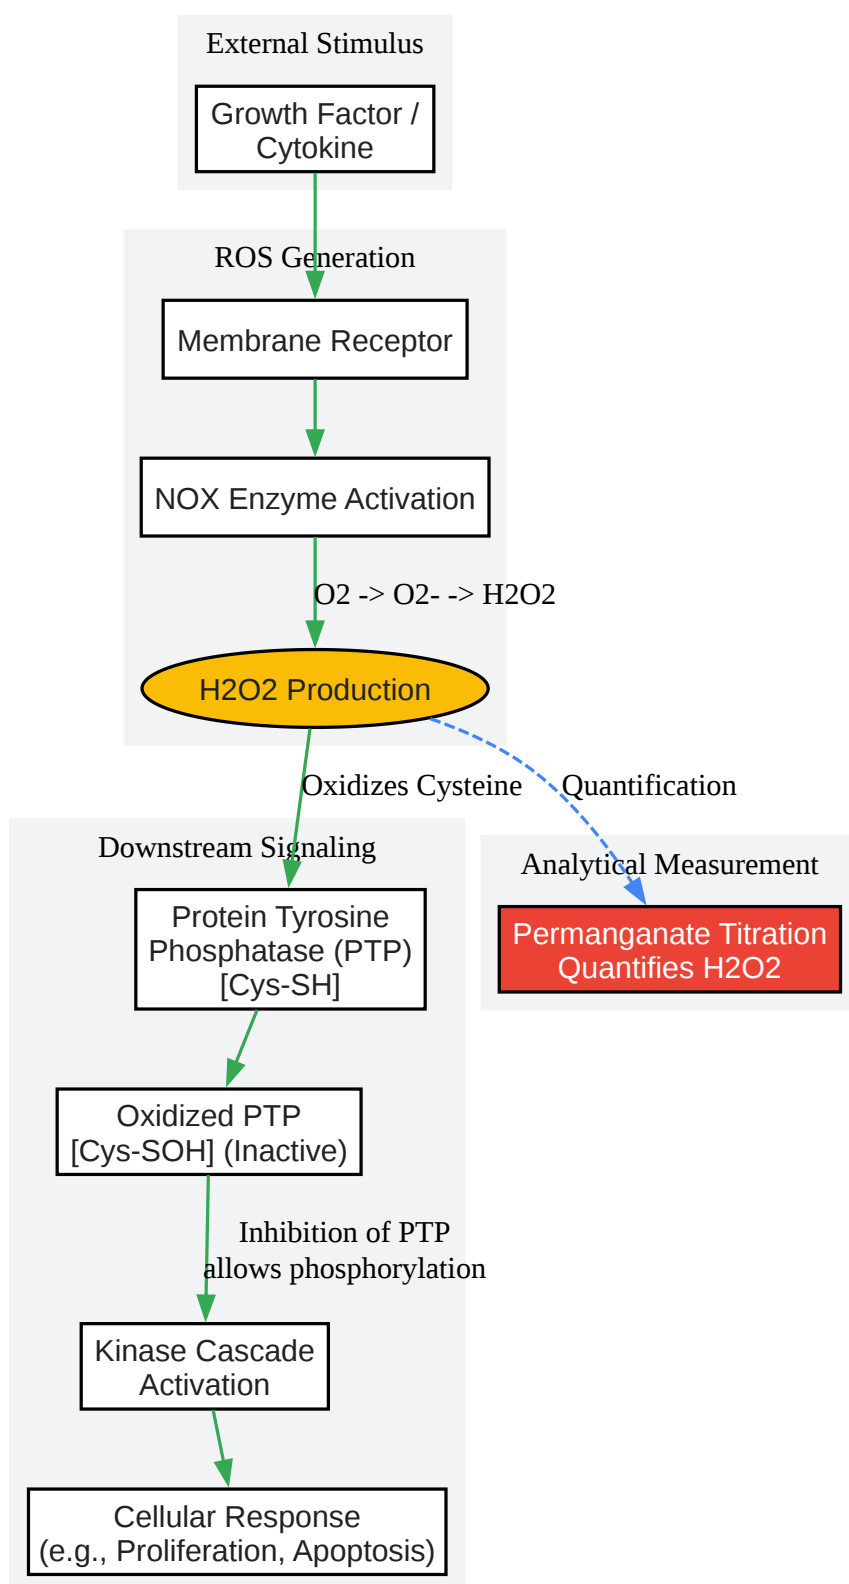 External Stimulus
Growth Factor /
Cytokine
ROS Generation
Membrane Receptor
NOX Enzyme Activation
O2 -> O2- -> H2O2
H2O2 Production
Oxidizes Cysteine
Quantification
Downstream Signaling
Analytical Measurement
Protein Tyrosine
Phosphatase (PTP)
[Cys-SH]
Permanganate Titration
Quantifies H2O2
Oxidized PTP
[Cys-SOH] (Inactive)
Inhibition of PTP
allows phosphorylation
Kinase Cascade
Activation
Cellular Response
(e.g., Proliferation, Apoptosis)